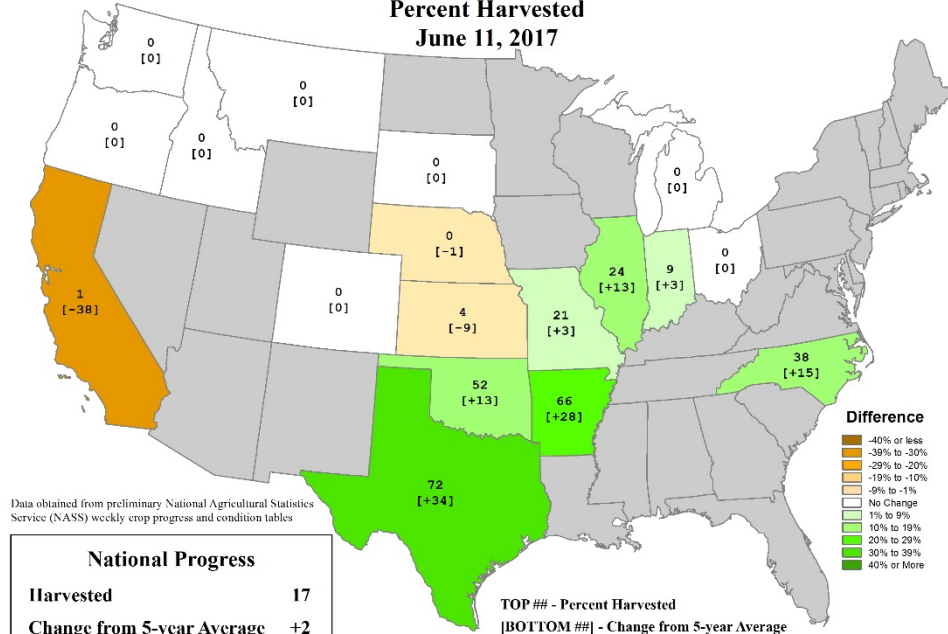 Percent Harvested
June 11, 2017
0
[0]
0
[0]
0
[0]
0
[0]
0
[0]
0
[0]
0
[-1]
24
[+13]
9
[+3]
0
[0]
1
[-38]
0
[0]
4
[-9]
21
[+3]
38
[+15]
52
[+13]
66
[+28]
72
[+34]
Difference
-40% or less
-39% to -30%
-29% to -20%
-19% to -10%
-9% to -1%
No Change
1% to 9%
10% to 19%
20% to 29%
30% to 39%
40% or More
Data obtained from preliminary National Agricultural Statistics
Service (NASS) weekly crop progress and condition tables
National Progress
Harvested 17
Change from 5-year Average +2
TOP ## - Percent Harvested
[BOTTOM ##] - Change from 5-year Average